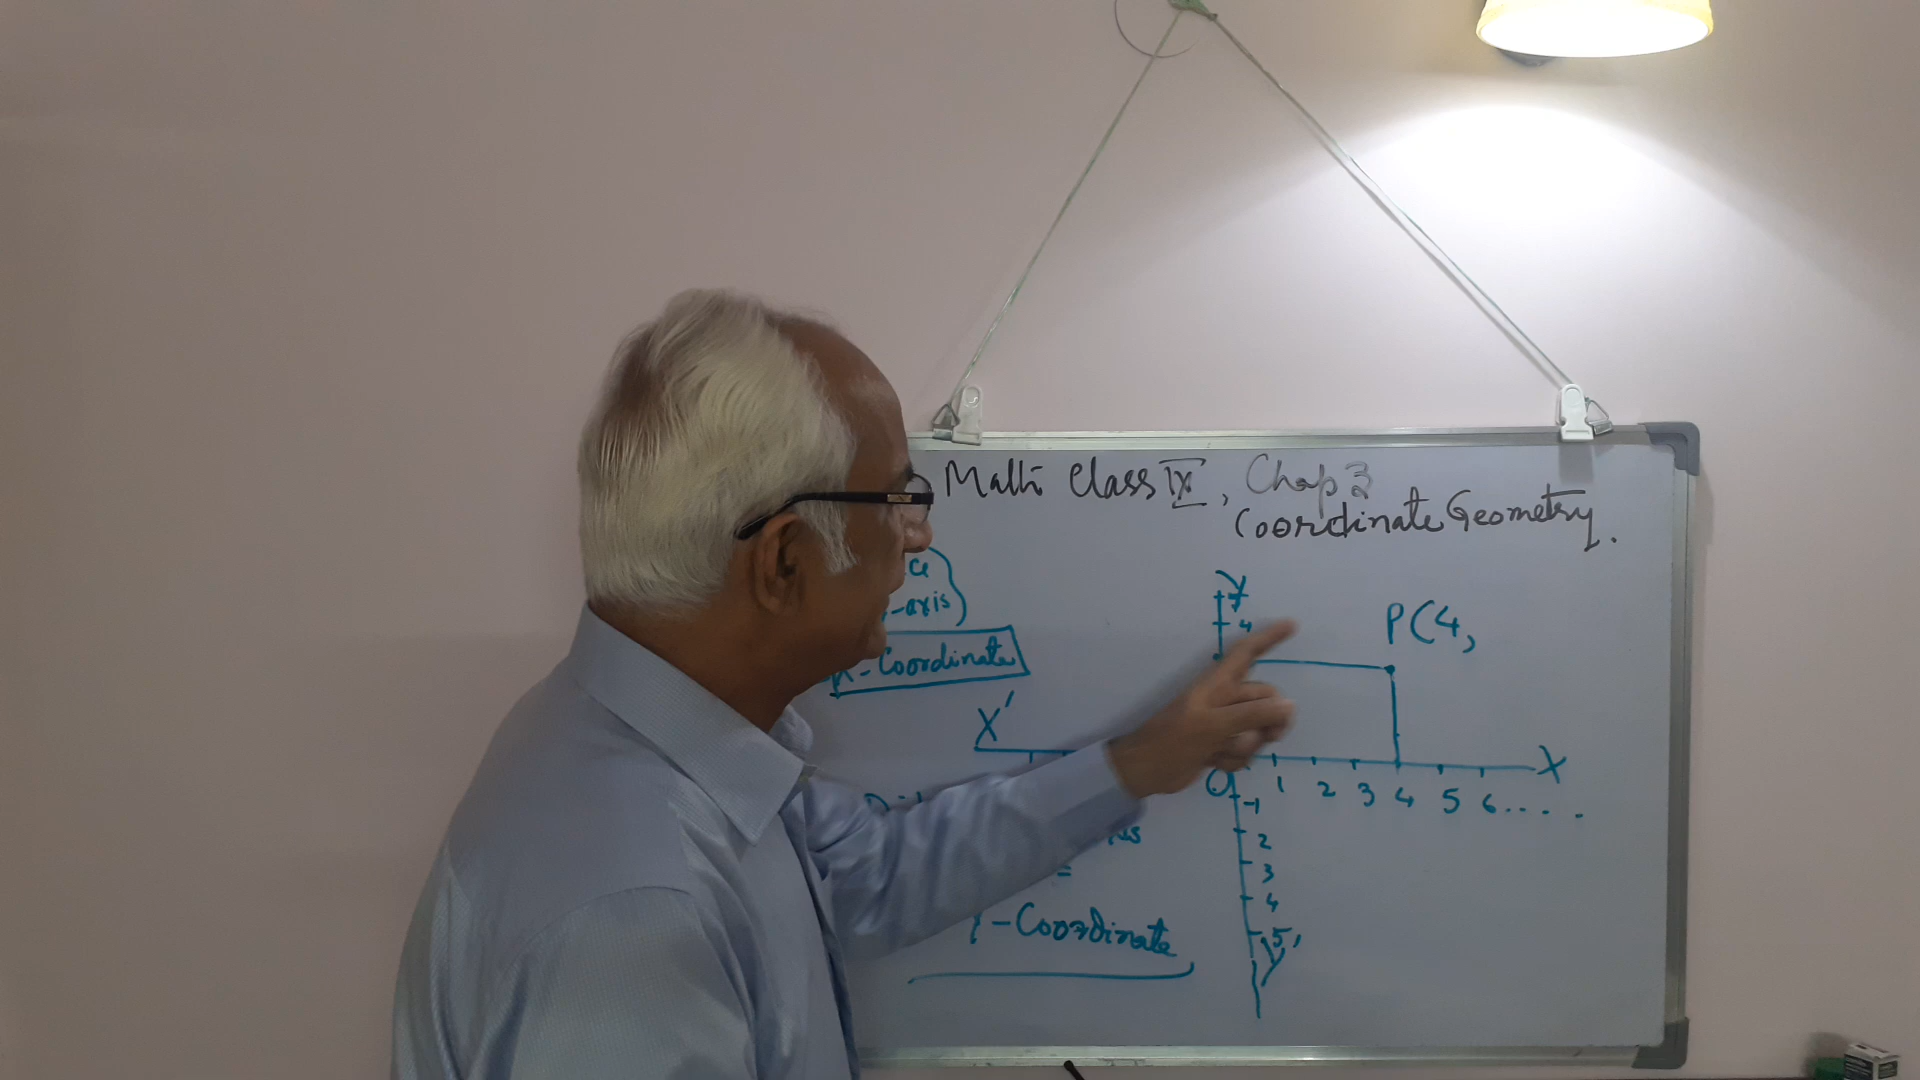 Math Class IX, Chap 3
Coordinate Geometry.
-axis)
X-Coordinate
Y
4
P(4,
X'
X
O
1 2 3 4 5 6....
-1
2
3
4
5
Y'
=
Y-Coordinate